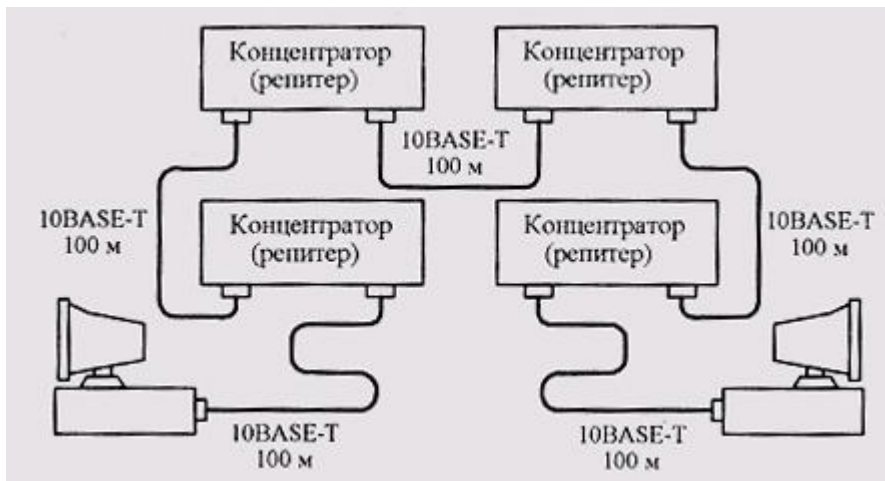 Концентратор
(репитер)
Концентратор
(репитер)
10BASE-T
100 м
10BASE-T
100 м
Концентратор
(репитер)
Концентратор
(репитер)
10BASE-T
100 м
10BASE-T
100 м
10BASE-T
100 м